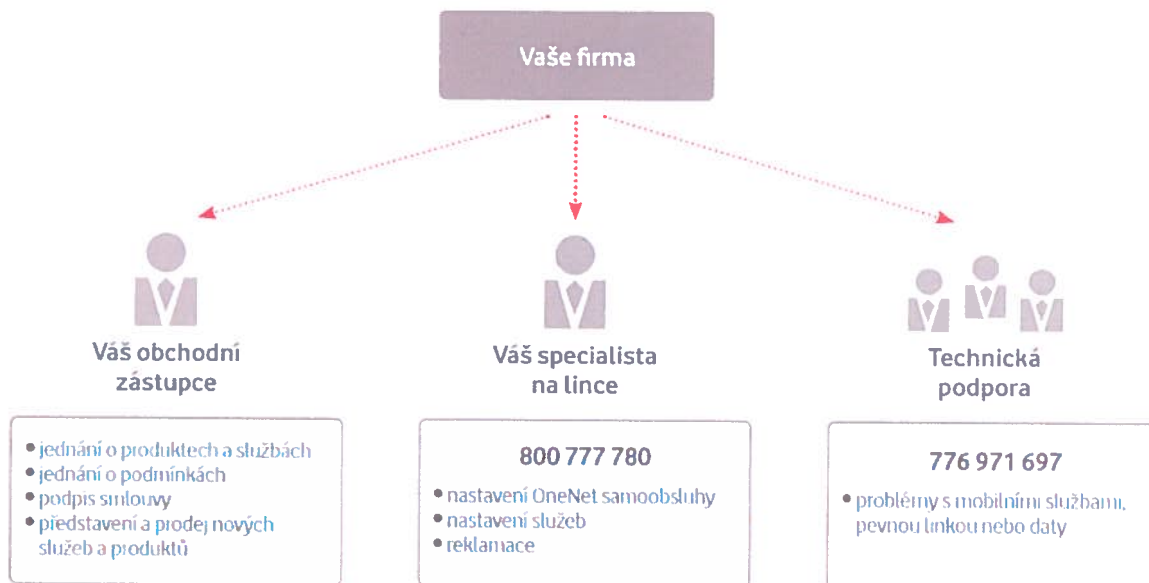 Vaše firma
Váš obchodní
zástupce
• jednání o produktech a službách
• jednání o podmínkách
• podpis smlouvy
• představení a prodej nových
služeb a produktů
Váš specialista
na lince
800 777 780
• nastavení OneNet samoobsluhy
• nastavení služeb
• reklamace
Technická
podpora
776 971 697
• problémy s mobilními službami,
pevnou linkou nebo daty